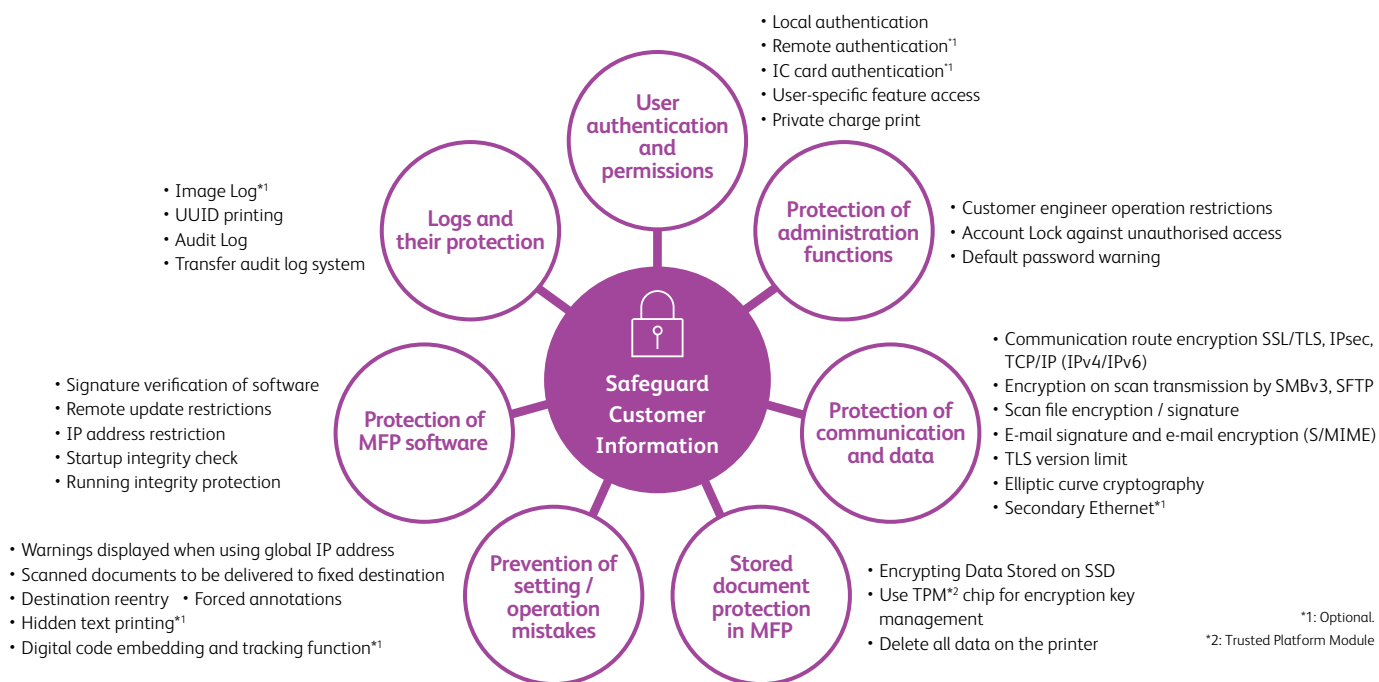 • Local authentication
• Remote authentication*1
• IC card authentication*1
• User-specific feature access
• Private charge print
User
authentication
and
permissions
• Image Log*1
• UUID printing
• Audit Log
• Transfer audit log system
Logs and
their protection
Protection of
administration
functions
• Customer engineer operation restrictions
• Account Lock against unauthorised access
• Default password warning
Safeguard
Customer
Information
• Signature verification of software
• Remote update restrictions
• IP address restriction
• Startup integrity check
• Running integrity protection
Protection of
MFP software
Protection of
communication
and data
• Communication route encryption SSL/TLS, IPsec,
TCP/IP (IPv4/IPv6)
• Encryption on scan transmission by SMBv3, SFTP
• Scan file encryption / signature
• E-mail signature and e-mail encryption (S/MIME)
• TLS version limit
• Elliptic curve cryptography
• Secondary Ethernet*1
• Warnings displayed when using global IP address
• Scanned documents to be delivered to fixed destination
• Destination reentry • Forced annotations
• Hidden text printing*1
• Digital code embedding and tracking function*1
Prevention of
setting /
operation
mistakes
Stored
document
protection
in MFP
• Encrypting Data Stored on SSD
• Use TPM*2 chip for encryption key
management
• Delete all data on the printer
*1: Optional.
*2: Trusted Platform Module